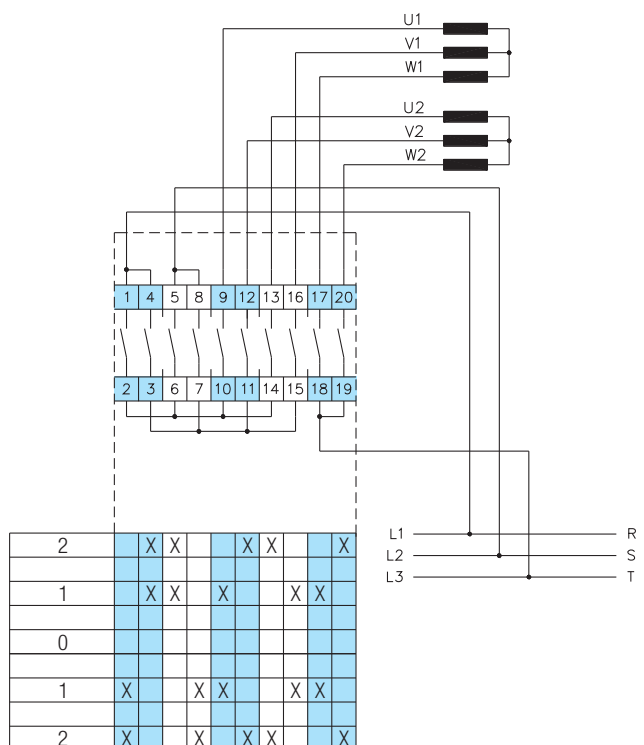 U1
V1
W1
U2
V2
W2
1 4 5 8 9 12 13 16 17 20
2 3 6 7 10 11 14 15 18 19
L1 R
L2 S
L3 T
2 X X X X X
1 X X X X X
0
1 X X X X X
2 X X X X X